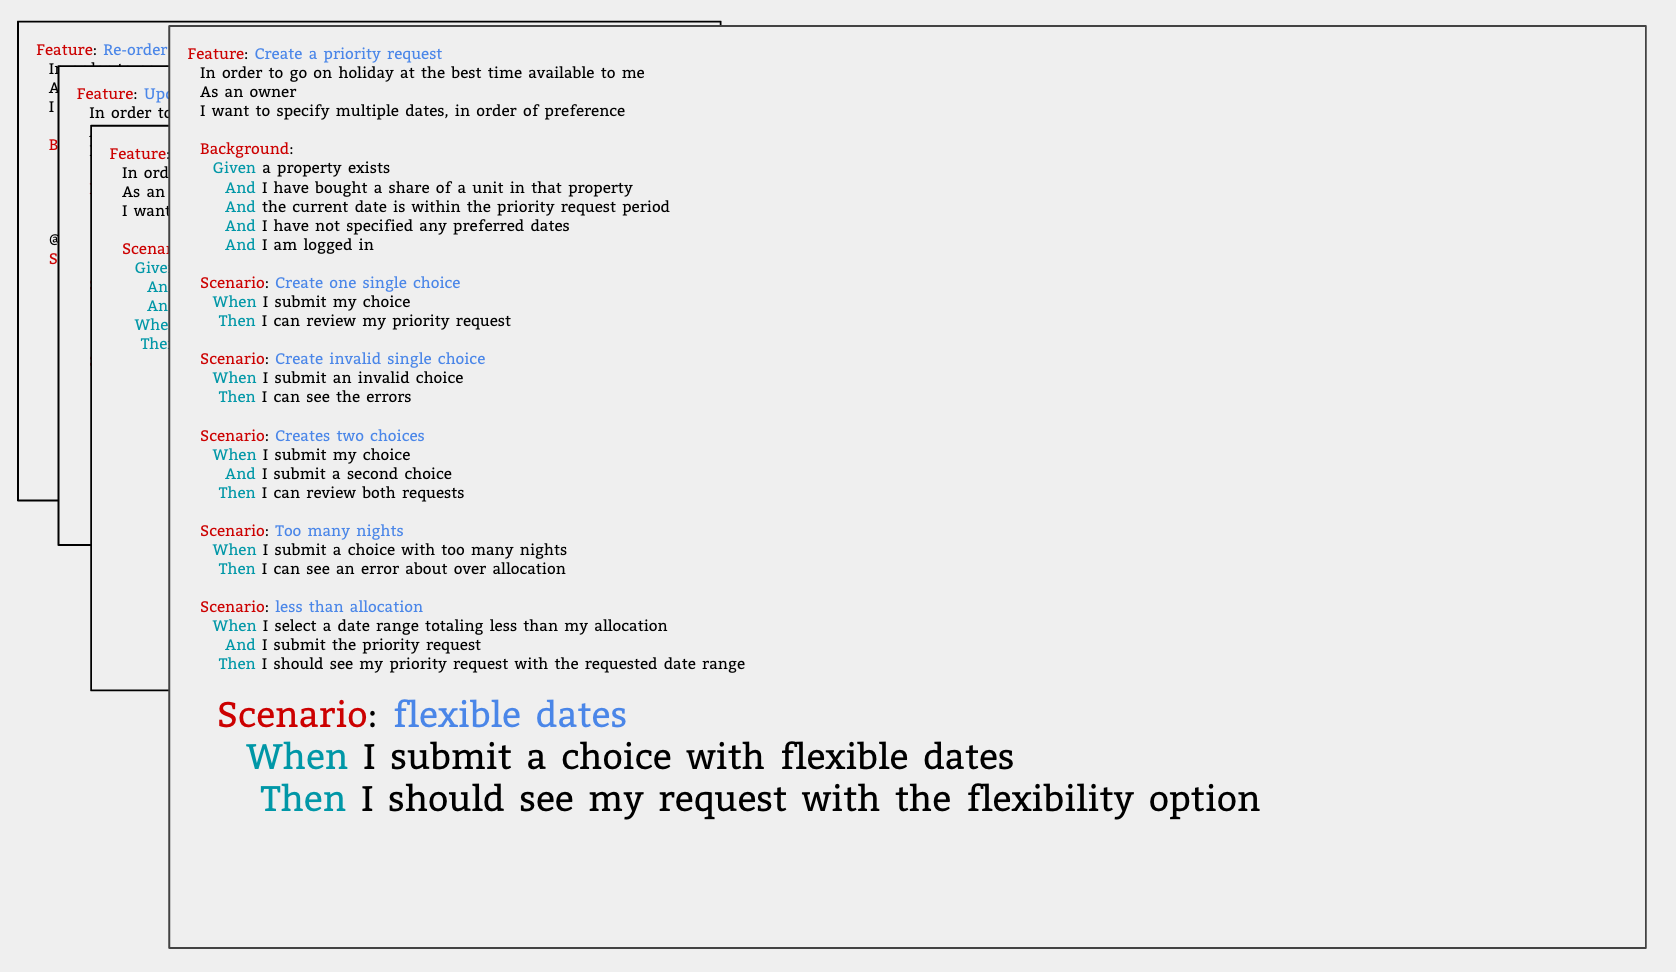 Feature: Re-order
A
I
B
@
S
Feature:
In order to
Feature:
In ord
As an
I want
Scenar
Give
An
An
Whe
The
Feature: Create a priority request
In order to go on holiday at the best time available to me
As an owner
I want to specify multiple dates, in order of preference
Background:
Given a property exists
And I have bought a share of a unit in that property
And the current date is within the priority request period
And I have not specified any preferred dates
And I am logged in
Scenario: Create one single choice
When I submit my choice
Then I can review my priority request
Scenario: Create invalid single choice
When I submit an invalid choice
Then I can see the errors
Scenario: Creates two choices
When I submit my choice
And I submit a second choice
Then I can review both requests
Scenario: Too many nights
When I submit a choice with too many nights
Then I can see an error about over allocation
Scenario: less than allocation
When I select a date range totaling less than my allocation
And I submit the priority request
Then I should see my priority request with the requested date range
Scenario: flexible dates
When I submit a choice with flexible dates
Then I should see my request with the flexibility option